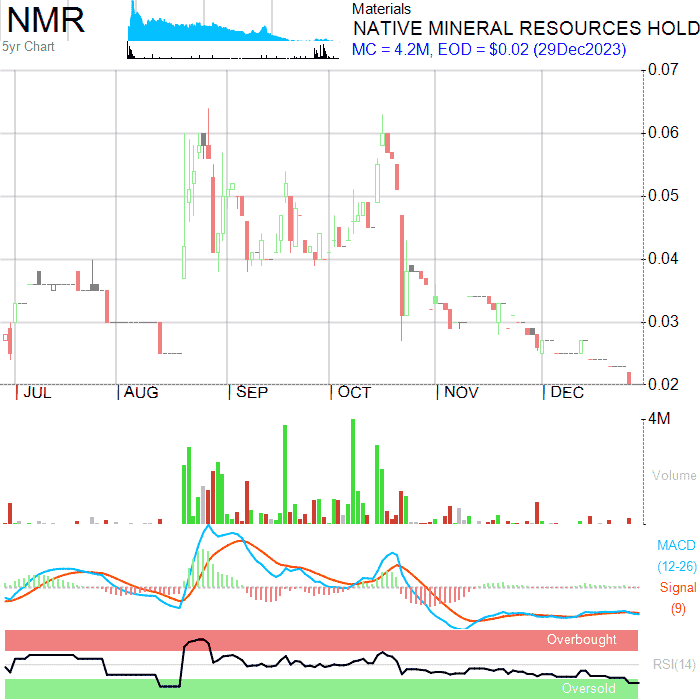 NMR
5yr Chart
Materials
NATIVE MINERAL RESOURCES HOLD
MC = 4.2M, EOD = $0.02 (29Dec2023)
0.07
0.06
0.05
0.04
0.03
0.02
JUL AUG SEP OCT NOV DEC
4M
Volume
MACD
(12-26)
Signal
(9)
Overbought
RSI(14)
Oversold